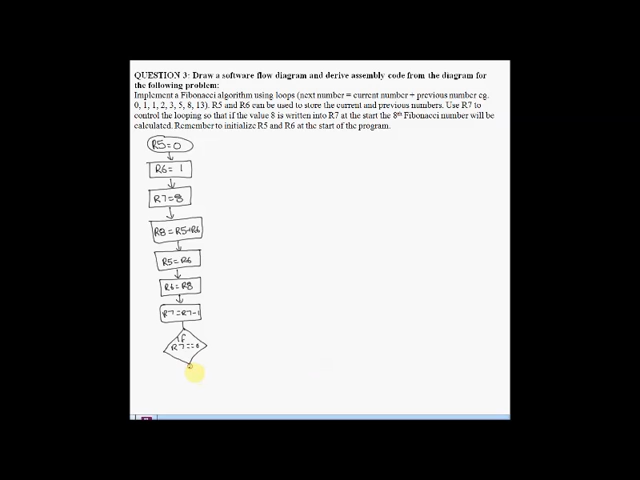 QUESTION 3: Draw a software flow diagram and derive assembly code from the diagram for
the following problem:
Implement a Fibonacci algorithm using loops (next number = current number + previous number eg.
0, 1, 1, 2, 3, 5, 8, 13). R5 and R6 can be used to store the current and previous numbers. Use R7 to
control the looping so that if the value 8 is written into R7 at the start the 8th Fibonacci number will be
calculated. Remember to initialize R5 and R6 at the start of the program.
R5=0
R6= 1
R7=8
R8=R5+R6
R5=R6
R6=R8
R7=R7-1
if
R7==0